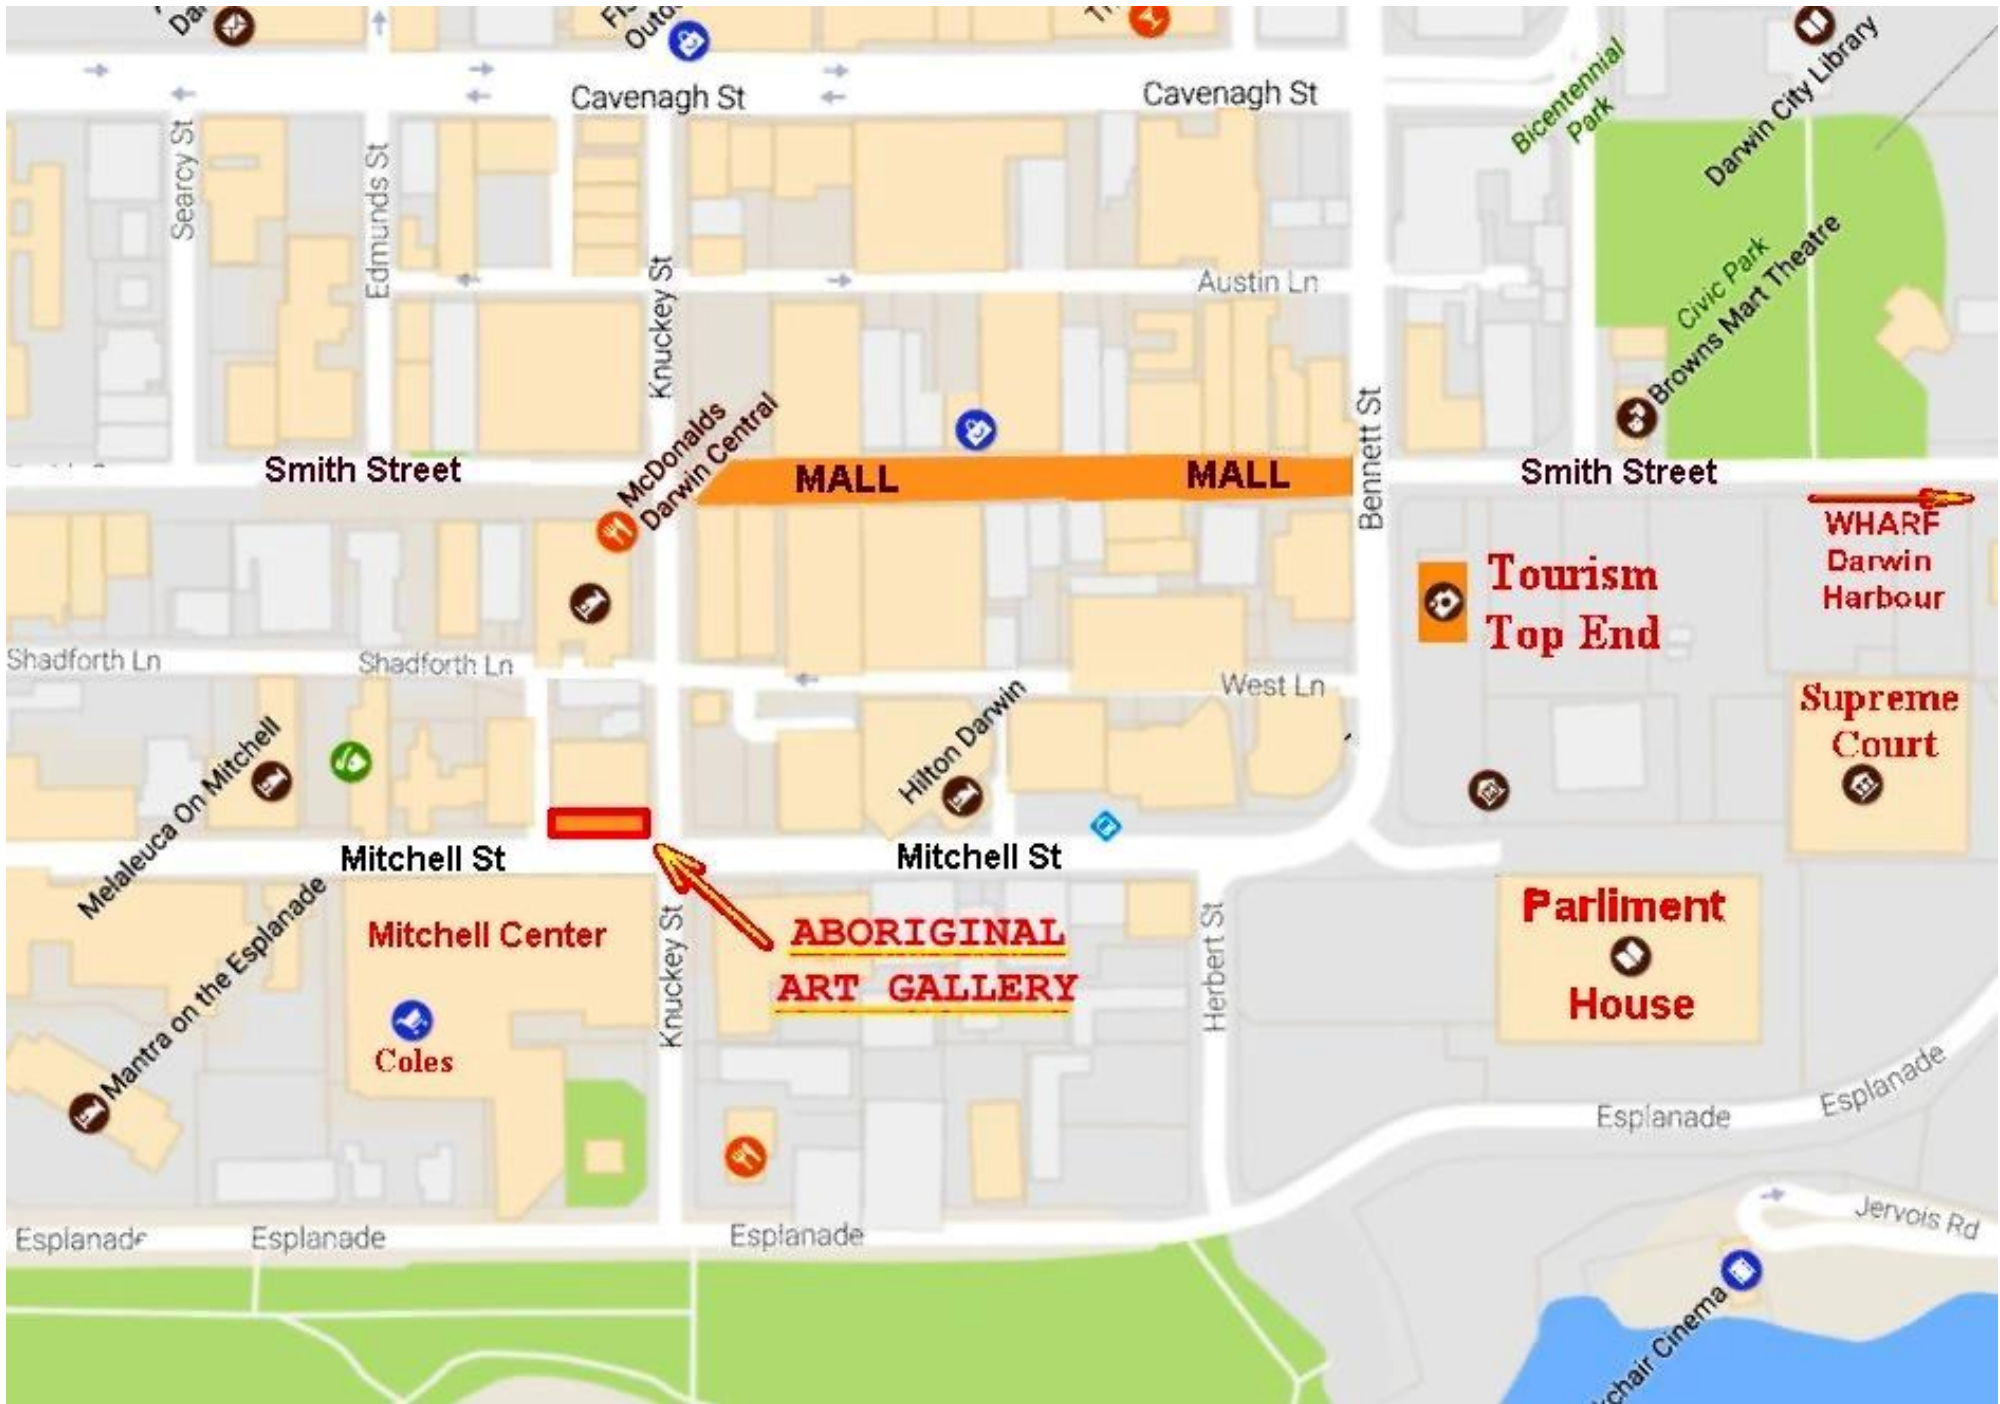 Cavenagh St
Cavenagh St
Searcy St
Edmunds St
Knuckey St
Austin Ln
Bicentennial
Park
Darwin City Library
Civic Park
Browns Mart Theatre
McDonalds
Darwin Central
Bennett St
Smith Street
MALL
MALL
Smith Street
WHARF
Darwin
Harbour
Tourism
Top End
Shadforth Ln
Shadforth Ln
West Ln
Supreme
Court
Melaleuca On Mitchell
Hilton Darwin
Mitchell St
Mitchell St
Mantra on the Esplanade
Mitchell Center
Coles
Knuckey St
ABORIGINAL
ART GALLERY
Herbert St
Parliment
House
Esplanade
Esplanade
Esplanade
Esplanade
Esplanade
Jervois Rd
chair Cinema